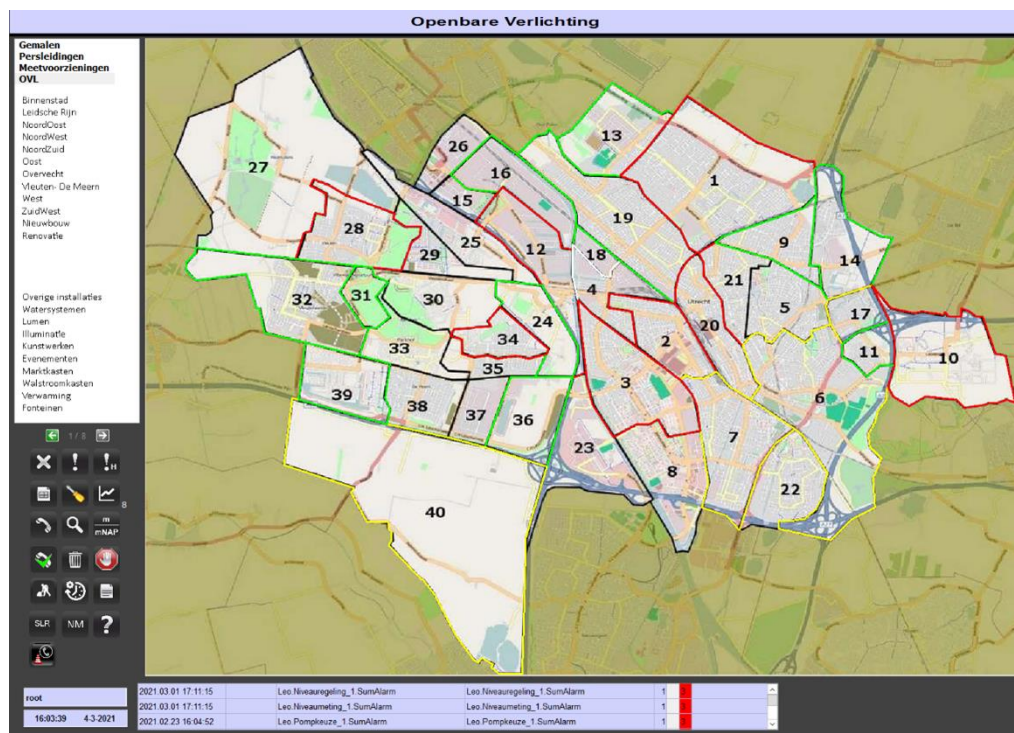 Openbare Verlichting
Gemalen
Persleidingen
Meetvoorzieningen
OVL
Binnenstad
Leidsche Rijn
NoordOost
NoordWest
NoordZuid
Oost
Overvecht
Vleuten- De Meern
West
ZuidWest
Nieuwbouw
Renovatie
Overige installaties
Watersystemen
Lumen
Illuminatie
Kunstwerken
Evenementen
Marktkasten
Walstroomkasten
Verwarming
Fonteinen
1 / 8
H
8
m
mNAP
SLR NM ?
13
26
16
27
1
15
19
28
12
9
25
29
18
14
21
31
30
4
32
24
5
17
20
34
2
11
10
33
35
3
6
39
38
37
36
7
23
8
22
40
Utrecht
root
16:03:39 4-3-2021
2021.03.01 17:11:15 Leo.Niveauregeling_1.SumAlarm Leo.Niveauregeling_1.SumAlarm 1
2021.03.01 17:11:15 Leo.Niveaumeting_1.SumAlarm Leo.Niveaumeting_1.SumAlarm 1
2021.02.23 16:04:52 Leo.Pompkeuze_1.SumAlarm Leo.Pompkeuze_1.SumAlarm 1